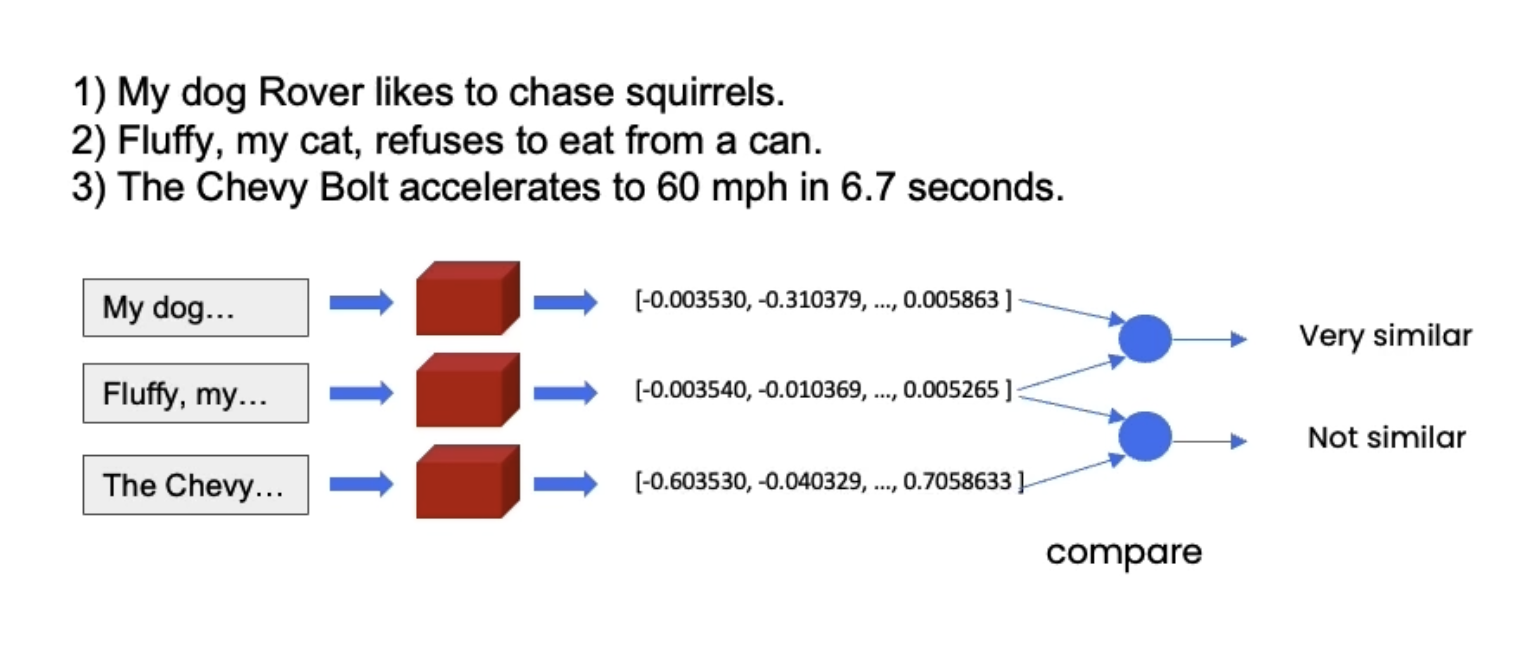 1) My dog Rover likes to chase squirrels.
2) Fluffy, my cat, refuses to eat from a can.
3) The Chevy Bolt accelerates to 60 mph in 6.7 seconds.
My dog...
[-0.003530, -0.310379, ..., 0.005863 ]
Very similar
Fluffy, my...
[-0.003540, -0.010369, ..., 0.005265 ]
Not similar
The Chevy...
[-0.603530, -0.040329, ..., 0.7058633 ]
compare